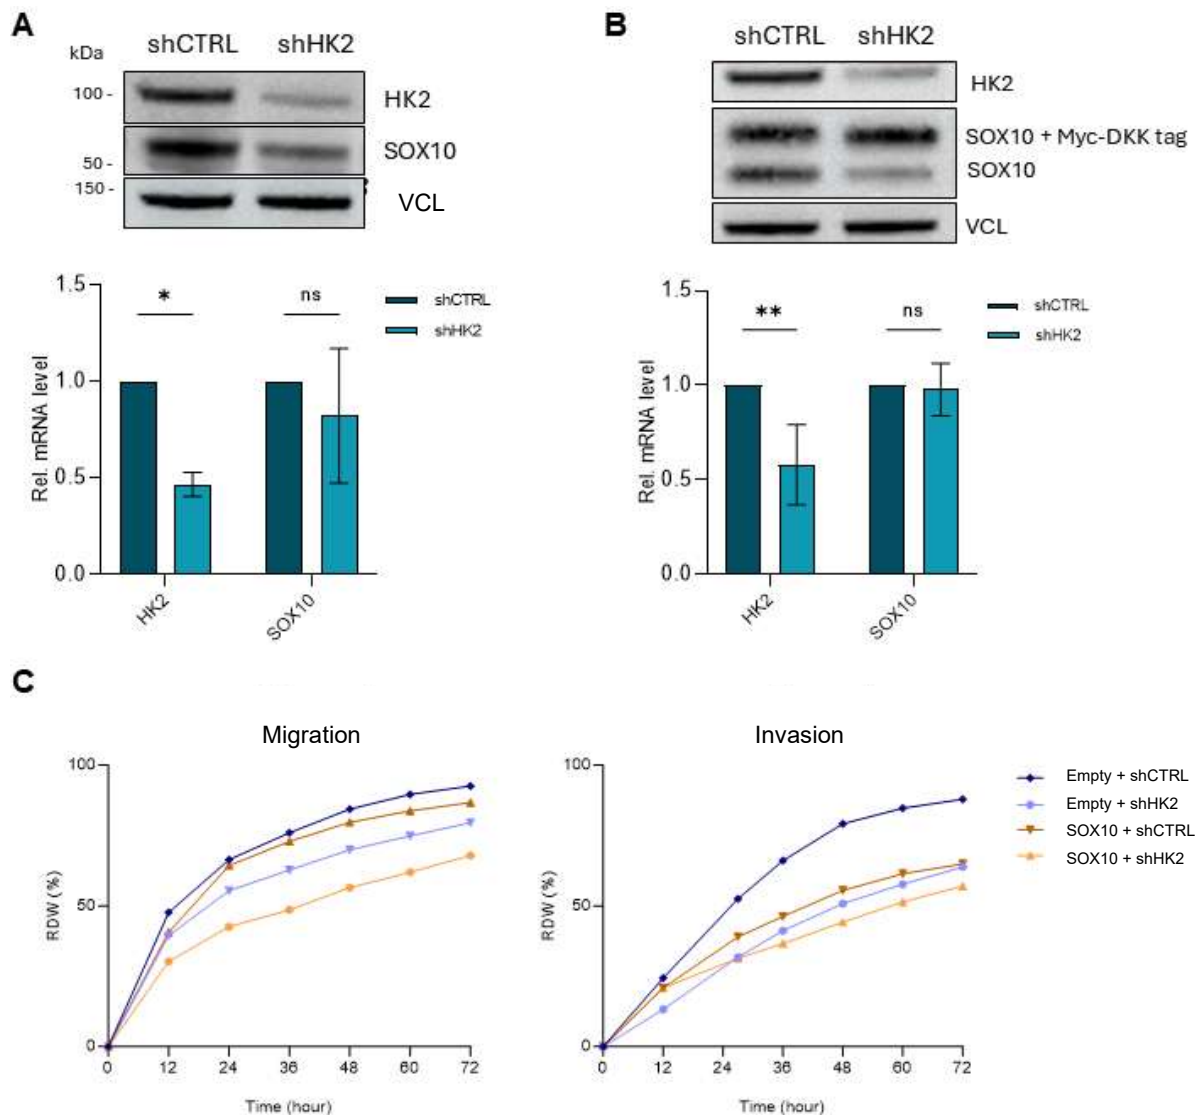 A
kDa
shCTRL shHK2
100 -
HK2
50 -
SOX10
150 -
VCL
1.5
1.0
0.5
0.0
Rel. mRNA level
*
ns
shCTRL
shHK2
HK2
SOX10
B
shCTRL shHK2
HK2
SOX10 + Myc-DKK tag
SOX10
VCL
1.5
1.0
0.5
0.0
Rel. mRNA level
**
ns
shCTRL
shHK2
HK2
SOX10
C
Migration
100
50
0
RDW (%)
0 12 24 36 48 60 72
Time (hour)
Invasion
100
50
0
RDW (%)
0 12 24 36 48 60 72
Time (hour)
Empty + shCTRL
Empty + shHK2
SOX10 + shCTRL
SOX10 + shHK2